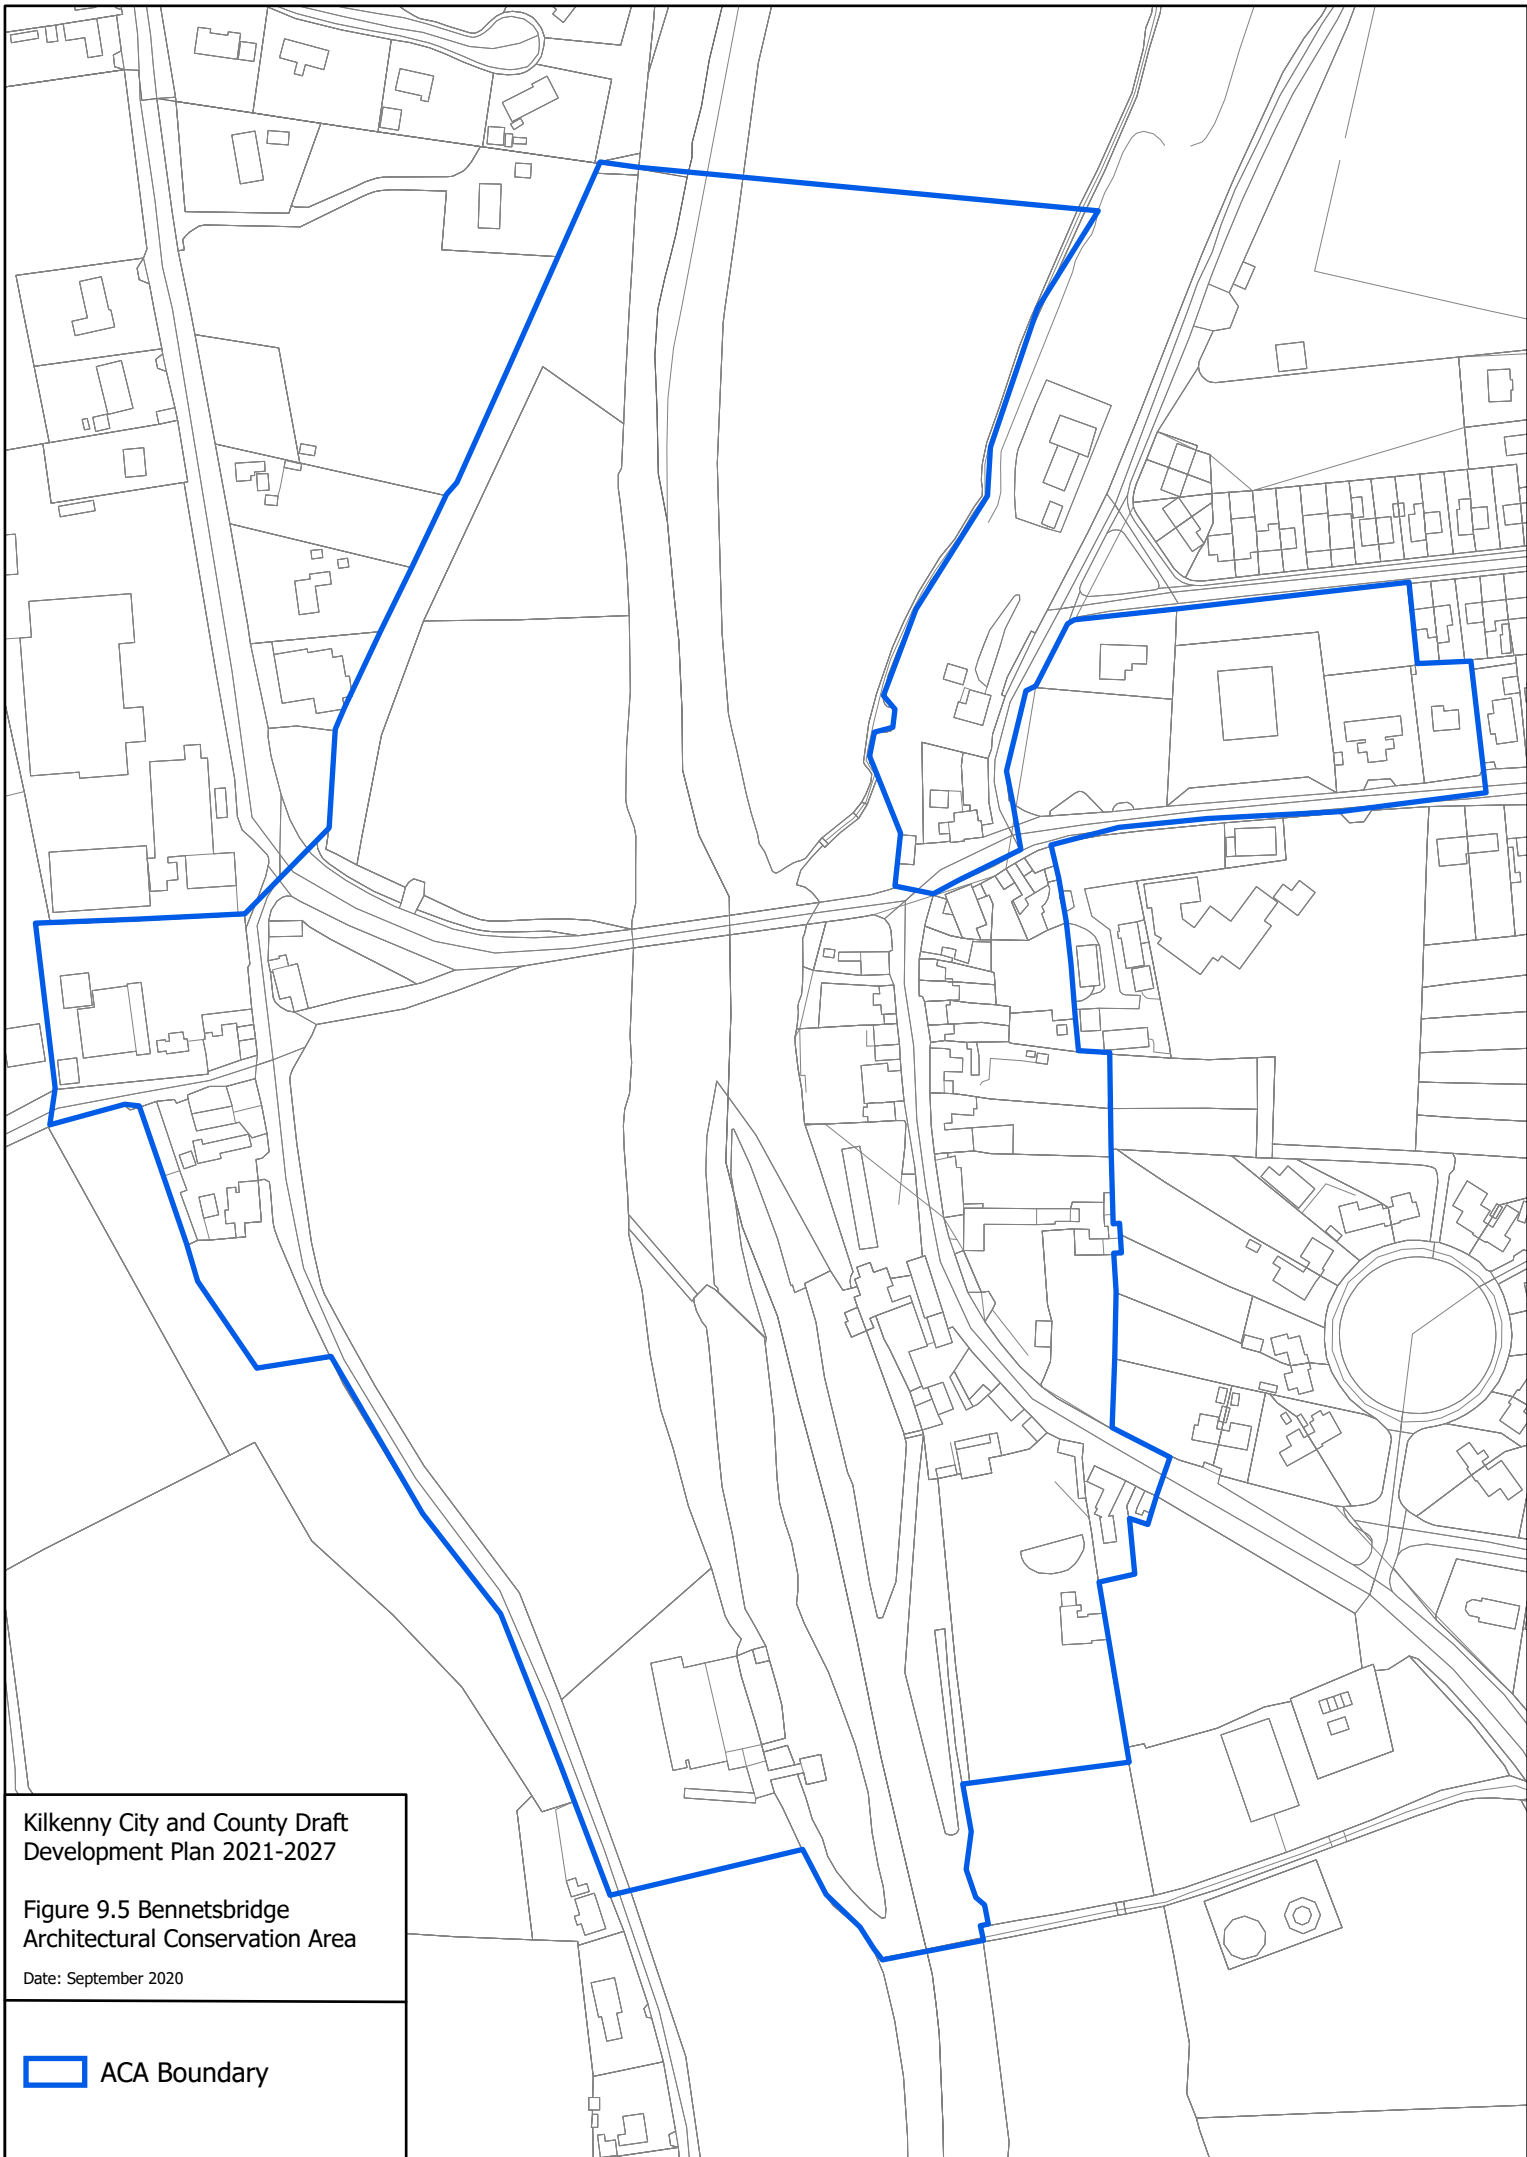 Kilkenny City and County Draft
Development Plan 2021-2027
Figure 9.5 Bennetsbridge
Architectural Conservation Area
Date: September 2020
ACA Boundary